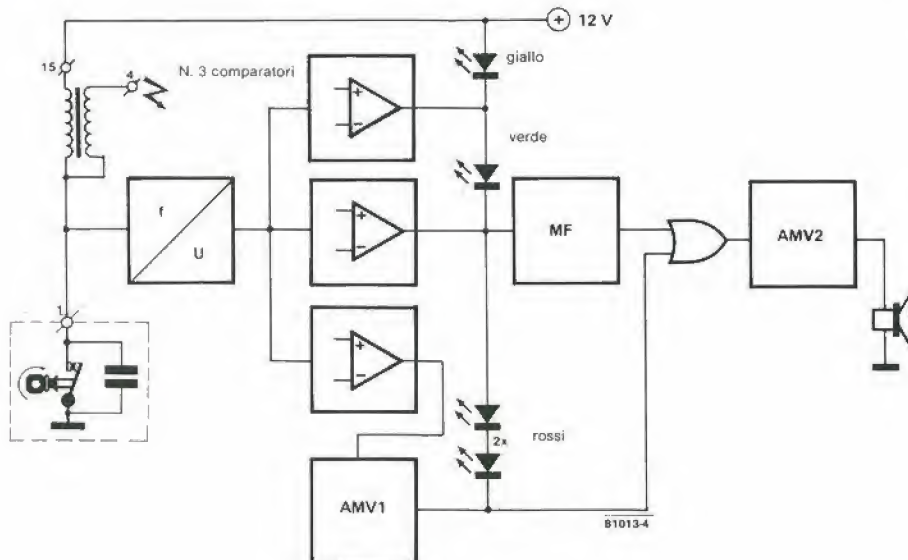 12 V
15
4
N. 3 comparatori
giallo
+
−
verde
f
U
+
−
MF
AMV2
1
+
−
2x
rossi
AMV1
81013-4